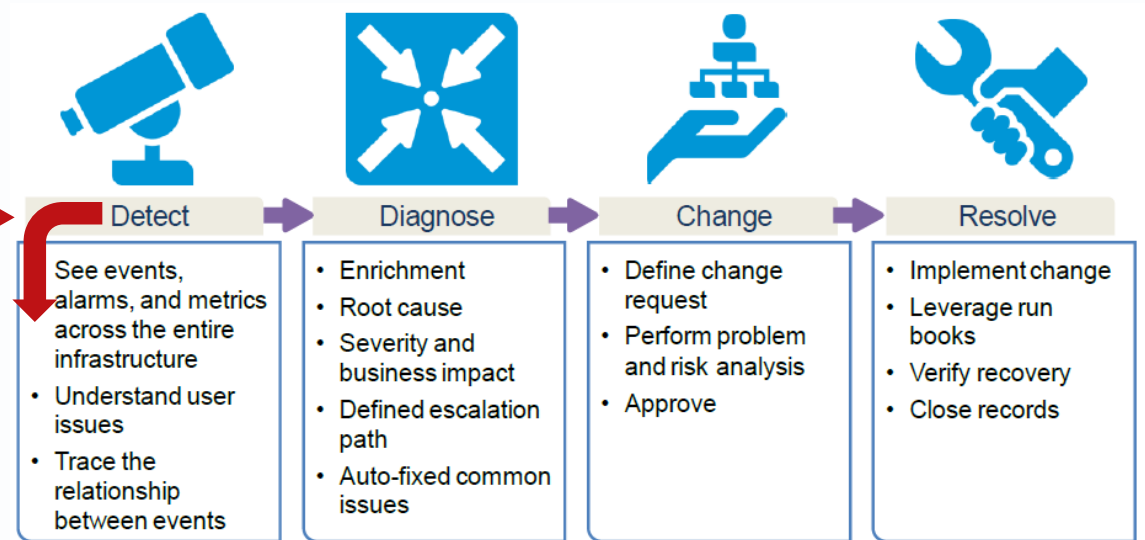 Detect
See events,
alarms, and metrics
across the entire
infrastructure
• Understand user
issues
• Trace the
relationship
between events
Diagnose
• Enrichment
• Root cause
• Severity and
business impact
• Defined escalation
path
• Auto-fixed common
issues
Change
• Define change
request
• Perform problem
and risk analysis
• Approve
Resolve
• Implement change
• Leverage run
books
• Verify recovery
• Close records